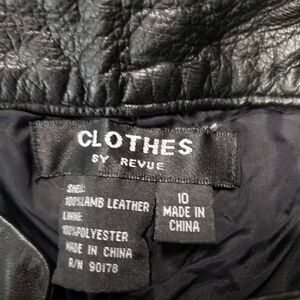 CLOTHES
BY REVUE
SHELL:
100%LAMB LEATHER
LINING:
100%POLYESTER
MADE IN CHINA
R/N 90178
10
MADE IN
CHINA